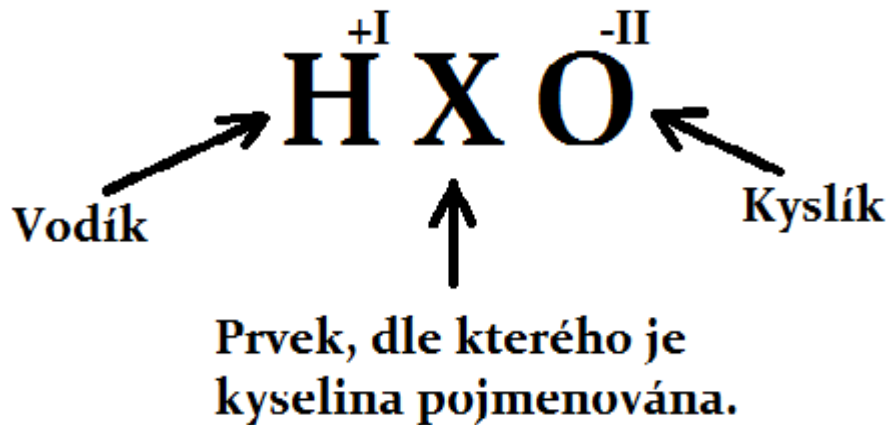 +I -II
H X O
Vodík
Kyslík
Prvek, dle kterého je
kyselina pojmenována.